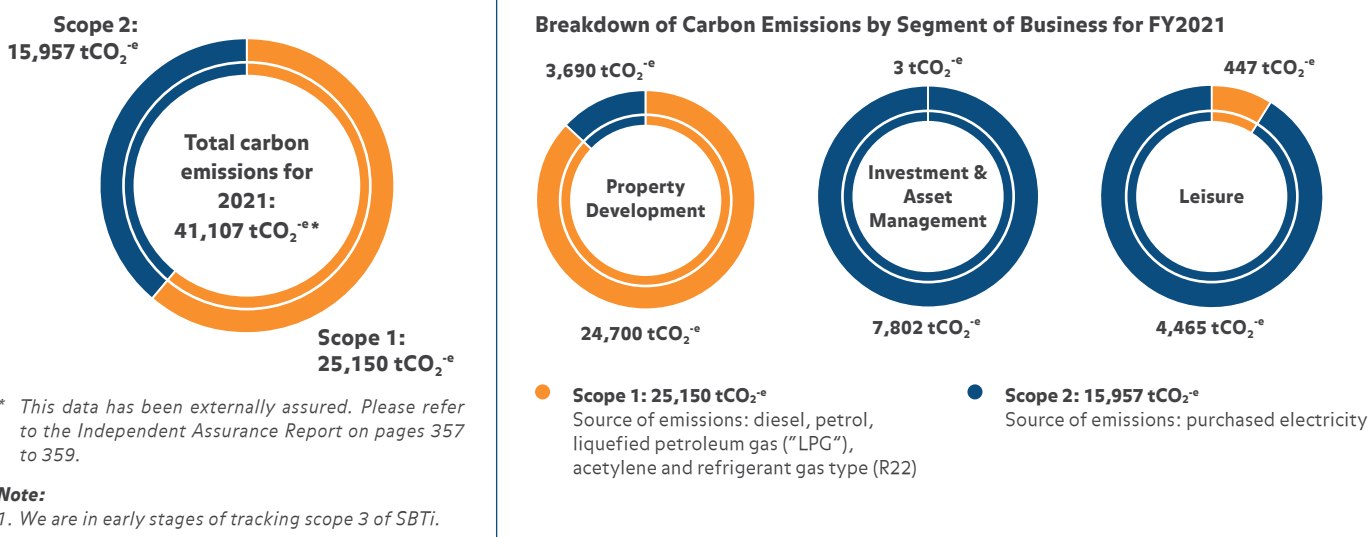 Scope 2:
15,957 tCO₂⁻ᵉ
Total carbon
emissions for
2021:
41,107 tCO₂⁻ᵉ*
Scope 1:
25,150 tCO₂⁻ᵉ
* This data has been externally assured. Please refer
to the Independent Assurance Report on pages 357
to 359.
Note:
1. We are in early stages of tracking scope 3 of SBTi.
Breakdown of Carbon Emissions by Segment of Business for FY2021
3,690 tCO₂⁻ᵉ
Property
Development
24,700 tCO₂⁻ᵉ
3 tCO₂⁻ᵉ
Investment &
Asset
Management
7,802 tCO₂⁻ᵉ
447 tCO₂⁻ᵉ
Leisure
4,465 tCO₂⁻ᵉ
Scope 1: 25,150 tCO₂⁻ᵉ
Source of emissions: diesel, petrol,
liquefied petroleum gas ("LPG"),
acetylene and refrigerant gas type (R22)
Scope 2: 15,957 tCO₂⁻ᵉ
Source of emissions: purchased electricity